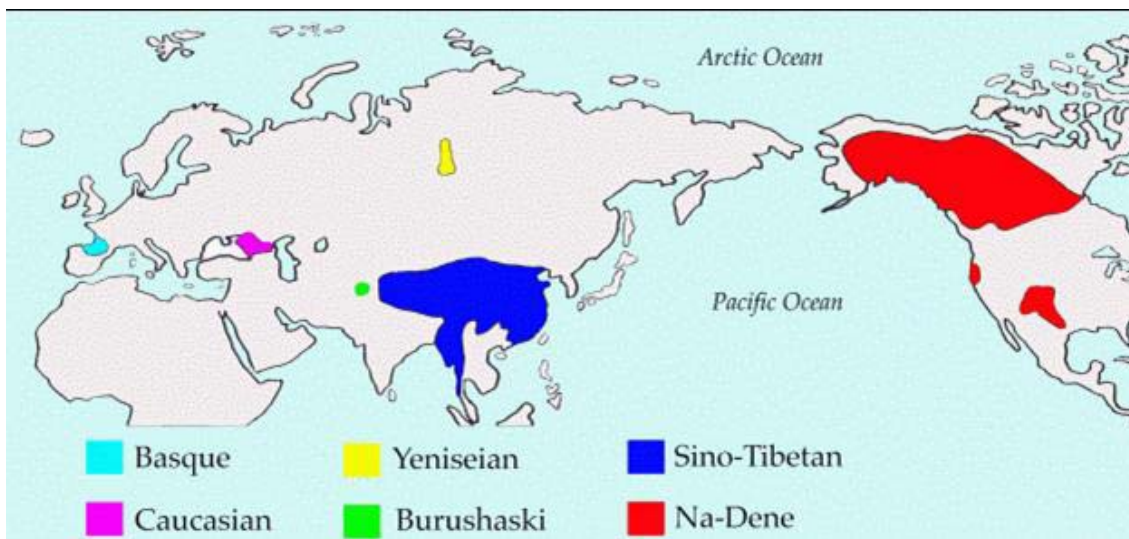 Arctic Ocean
Pacific Ocean
Basque
Yeniseian
Sino-Tibetan
Caucasian
Burushaski
Na-Dene